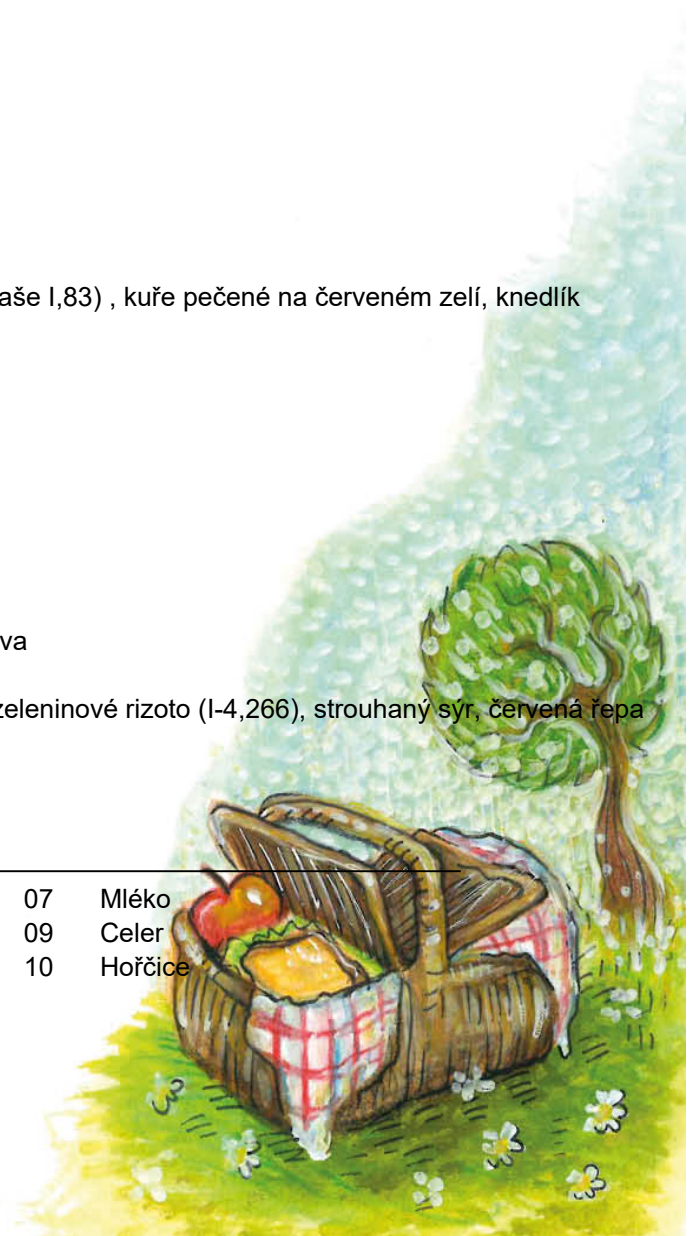 aše I,83) , kuře pečené na červeném zelí, knedlík
va
zeleninové rizoto (I-4,266), strouhaný sýr, červená řepa
07 Mléko
09 Celer
10 Hořčice